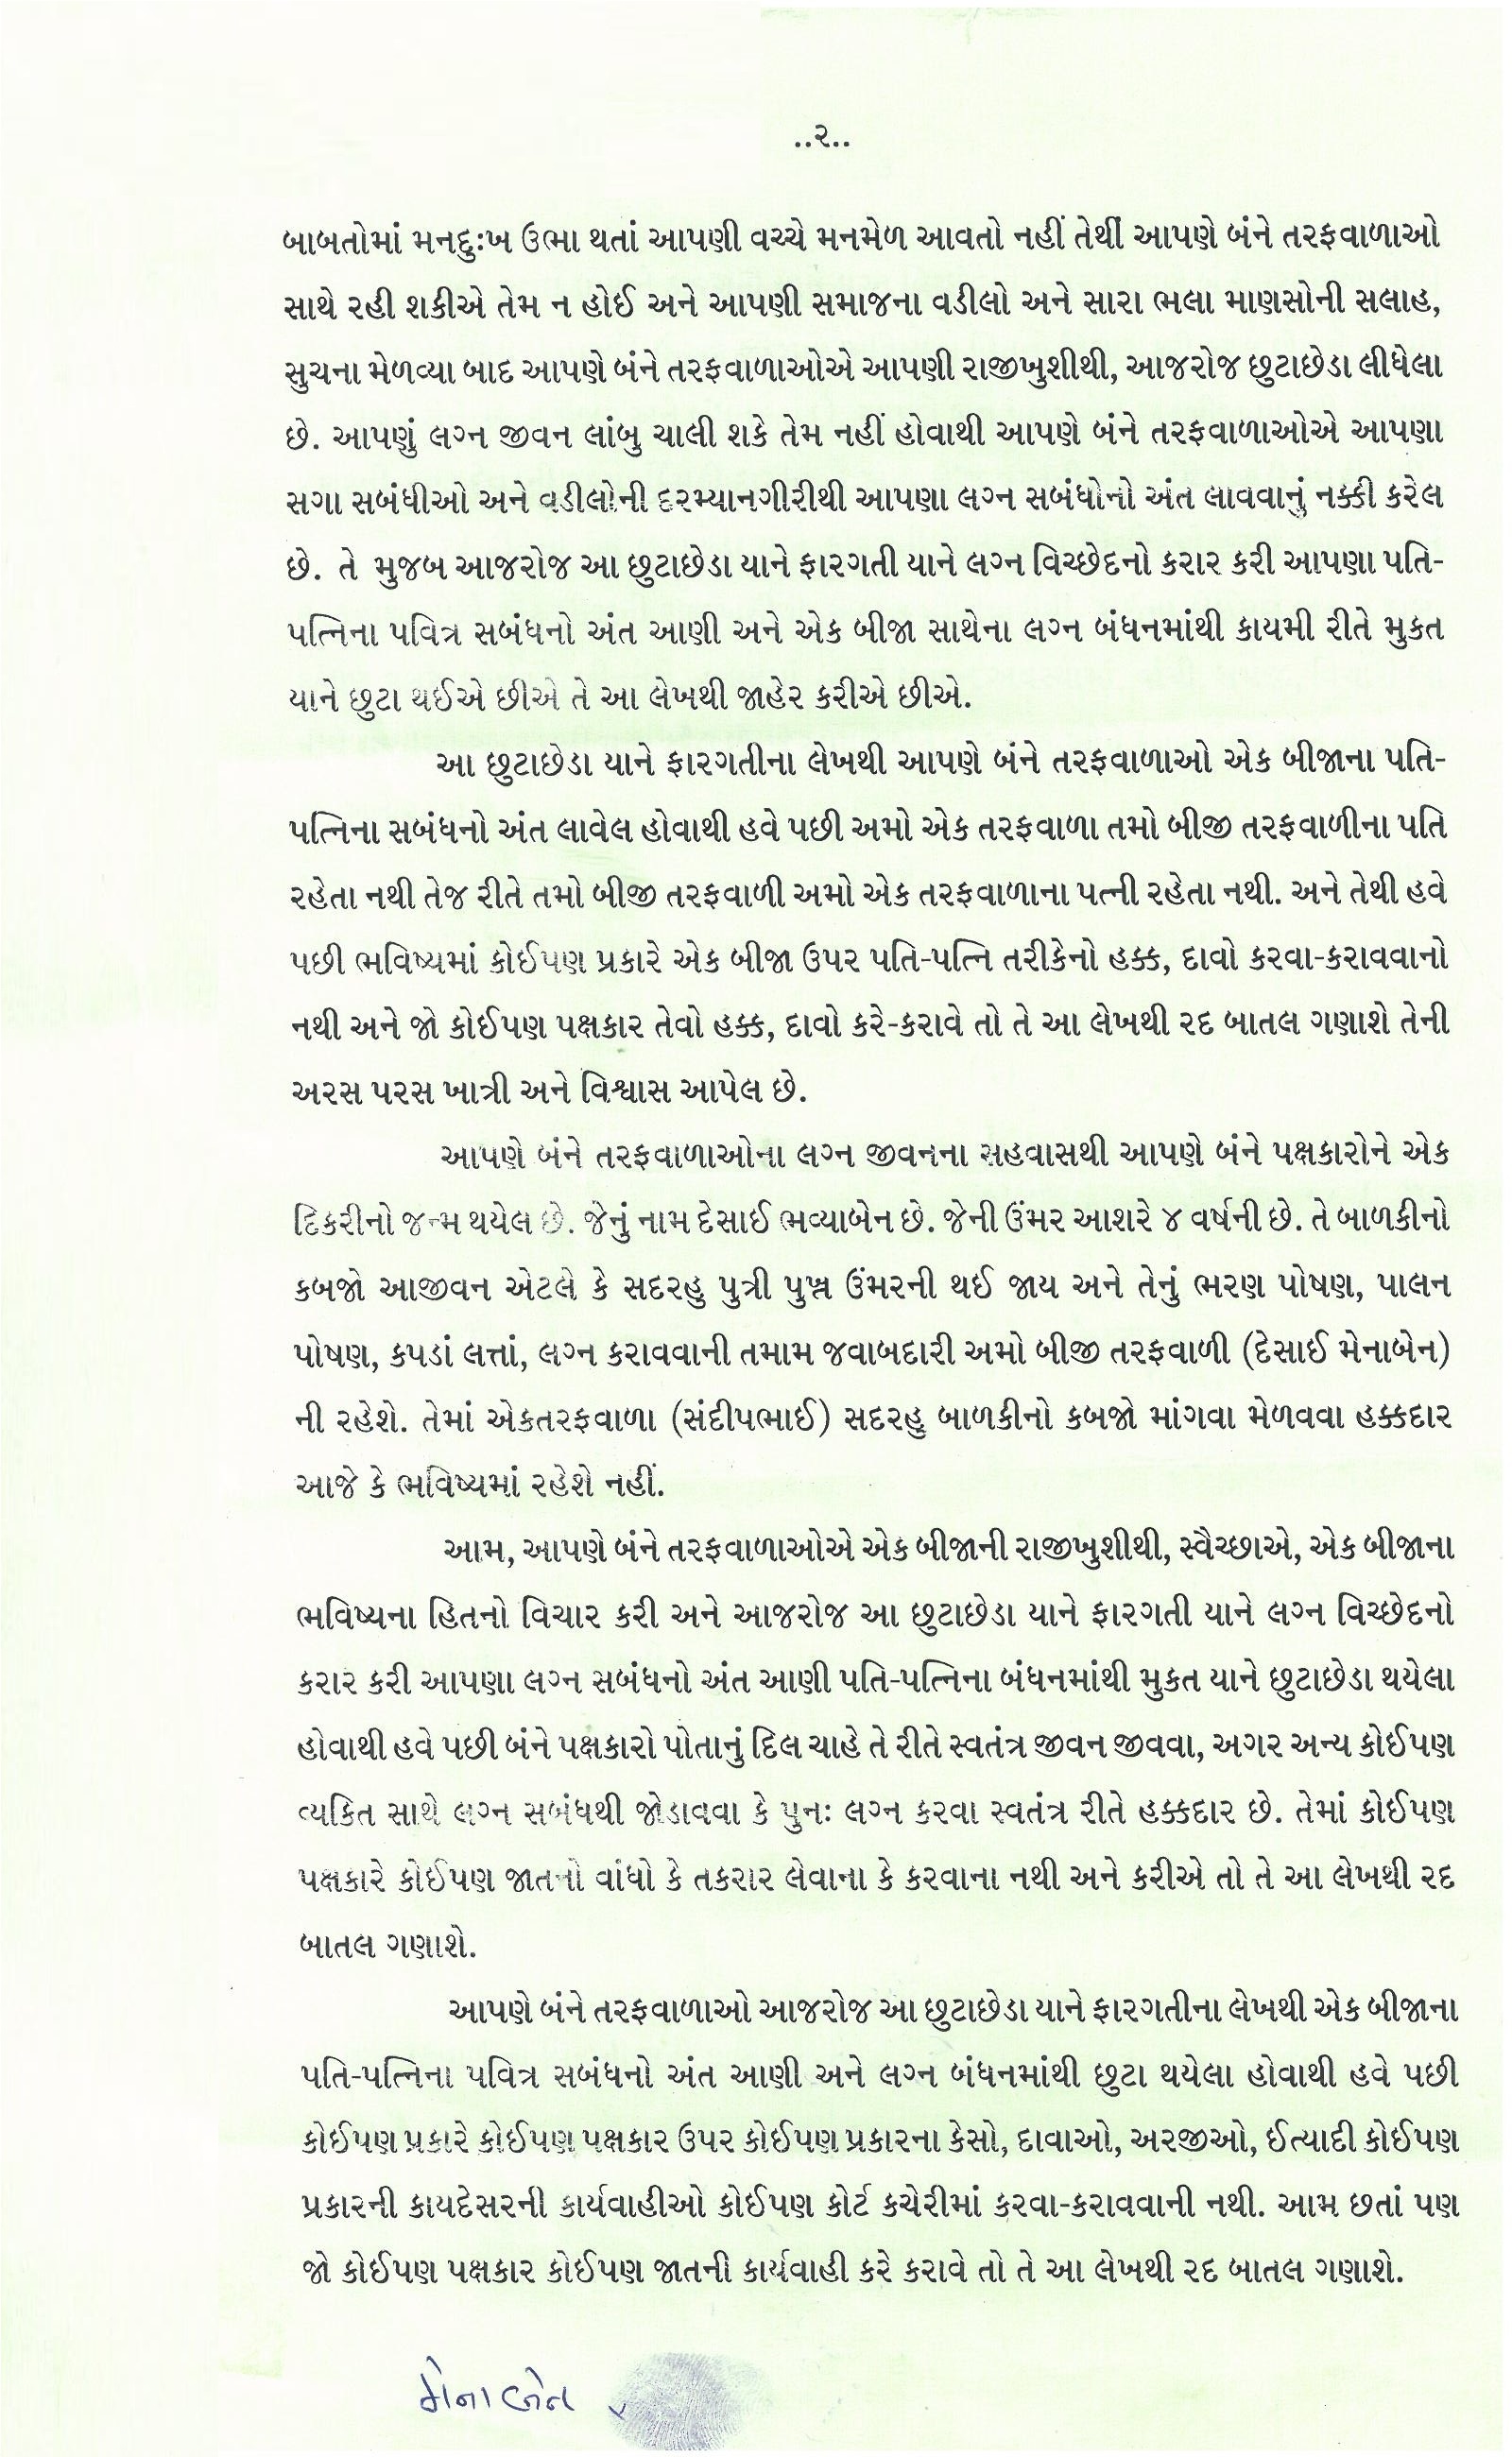 ..૨..
બાબતોમાં મનદુઃખ ઉભા થતાં આપણી વચ્ચે મનમેળ આવતો નહીં તેથીં આપણે બંને તરફવાળાઓ
સાથે રહી શકીએ તેમ ન હોઈ અને આપણી સમાજના વડીલો અને સારા ભલા માણસોની સલાહ,
સુચના મેળવ્યા બાદ આપણે બંને તરફવાળાઓએ આપણી રાજીખુશીથી, આજરોજ છુટાછેડા લીધેલા
છે. આપણું લગ્ન જીવન લાંબુ ચાલી શકે તેમ નહીં હોવાથી આપણે બંને તરફવાળાઓએ આપણા
સગા સબંધીઓ અને વડીલોની દરમ્યાનગીરીથી આપણા લગ્ન સબંધોનો અંત લાવવાનું નક્કી કરેલ
છે. તે મુજબ આજરોજ આ છુટાછેડા યાને ફારગતી યાને લગ્ન વિચ્છેદનો કરાર કરી આપણા પતિ-
પત્નિના પવિત્ર સબંધનો અંત આણી અને એક બીજા સાથેના લગ્ન બંધનમાંથી કાયમી રીતે મુક્ત
યાને છુટા થઈએ છીએ તે આ લેખથી જાહેર કરીએ છીએ.
આ છુટાછેડા યાને ફારગતીના લેખથી આપણે બંને તરફવાળાઓ એક બીજાના પતિ-
પત્નિના સબંધનો અંત લાવેલ હોવાથી હવે પછી અમો એક તરફવાળા તમો બીજી તરફવાળીના પતિ
રહેતા નથી તેજ રીતે તમો બીજી તરફવાળી અમો એક તરફવાળાના પત્ની રહેતા નથી. અને તેથી હવે
પછી ભવિષ્યમાં કોઈપણ પ્રકારે એક બીજા ઉપર પતિ-પત્નિ તરીકેનો હક્ક, દાવો કરવા-કરાવવાનો
નથી અને જો કોઈપણ પક્ષકાર તેવો હક્ક, દાવો કરે-કરાવે તો તે આ લેખથી રદ બાતલ ગણાશે તેની
અરસ પરસ ખાત્રી અને વિશ્વાસ આપેલ છે.
આપણે બંને તરફવાળાઓના લગ્ન જીવનના સહવાસથી આપણે બંને પક્ષકારોને એક
દિકરીનો જન્મ થયેલ છે. જેનું નામ દેસાઈ ભવ્યાબેન છે. જેની ઉંમર આશરે ૪ વર્ષની છે. તે બાળકીનો
કબજો આજીવન એટલે કે સદરહુ પુત્રી પુખ્ત ઉંમરની થઈ જાય અને તેનું ભરણ પોષણ, પાલન
પોષણ, કપડાં લત્તાં, લગ્ન કરાવવાની તમામ જવાબદારી અમો બીજી તરફવાળી (દેસાઈ મેનાબેન)
ની રહેશે. તેમાં એકતરફવાળા (સંદીપભાઈ) સદરહુ બાળકીનો કબજો માંગવા મેળવવા હક્કદાર
આજે કે ભવિષ્યમાં રહેશે નહીં.
આમ, આપણે બંને તરફવાળાઓએ એક બીજાની રાજીખુશીથી, સ્વૈચ્છાએ, એક બીજાના
ભવિષ્યના હિતનો વિચાર કરી અને આજરોજ આ છુટાછેડા યાને ફારગતી યાને લગ્ન વિચ્છેદનો
કરાર કરી આપણા લગ્ન સબંધનો અંત આણી પતિ-પત્નિના બંધનમાંથી મુક્ત યાને છુટાછેડા થયેલા
હોવાથી હવે પછી બંને પક્ષકારો પોતાનું દિલ ચાહે તે રીતે સ્વતંત્ર જીવન જીવવા, અગર અન્ય કોઈપણ
વ્યકિત સાથે લગ્ન સબંધથી જોડાવવા કે પુનઃ લગ્ન કરવા સ્વતંત્ર રીતે હક્કદાર છે. તેમાં કોઈપણ
પક્ષકારે કોઈપણ જાતનો વાંધો કે તકરાર લેવાના કે કરવાના નથી અને કરીએ તો તે આ લેખથી રદ
બાતલ ગણાશે.
આપણે બંને તરફવાળાઓ આજરોજ આ છુટાછેડા યાને ફારગતીના લેખથી એક બીજાના
પતિ-પત્નિના પવિત્ર સબંધનો અંત આણી અને લગ્ન બંધનમાંથી છુટા થયેલા હોવાથી હવે પછી
કોઈપણ પ્રકારે કોઈપણ પક્ષકાર ઉપર કોઈપણ પ્રકારના કેસો, દાવાઓ, અરજીઓ, ઈત્યાદી કોઈપણ
પ્રકારની કાયદેસરની કાર્યવાહીઓ કોઈપણ કોર્ટ કચેરીમાં કરવા-કરાવવાની નથી. આમ છતાં પણ
જો કોઈપણ પક્ષકાર કોઈપણ જાતની કાર્યવાહી કરે કરાવે તો તે આ લેખથી રદ બાતલ ગણાશે.
મેનાબેન